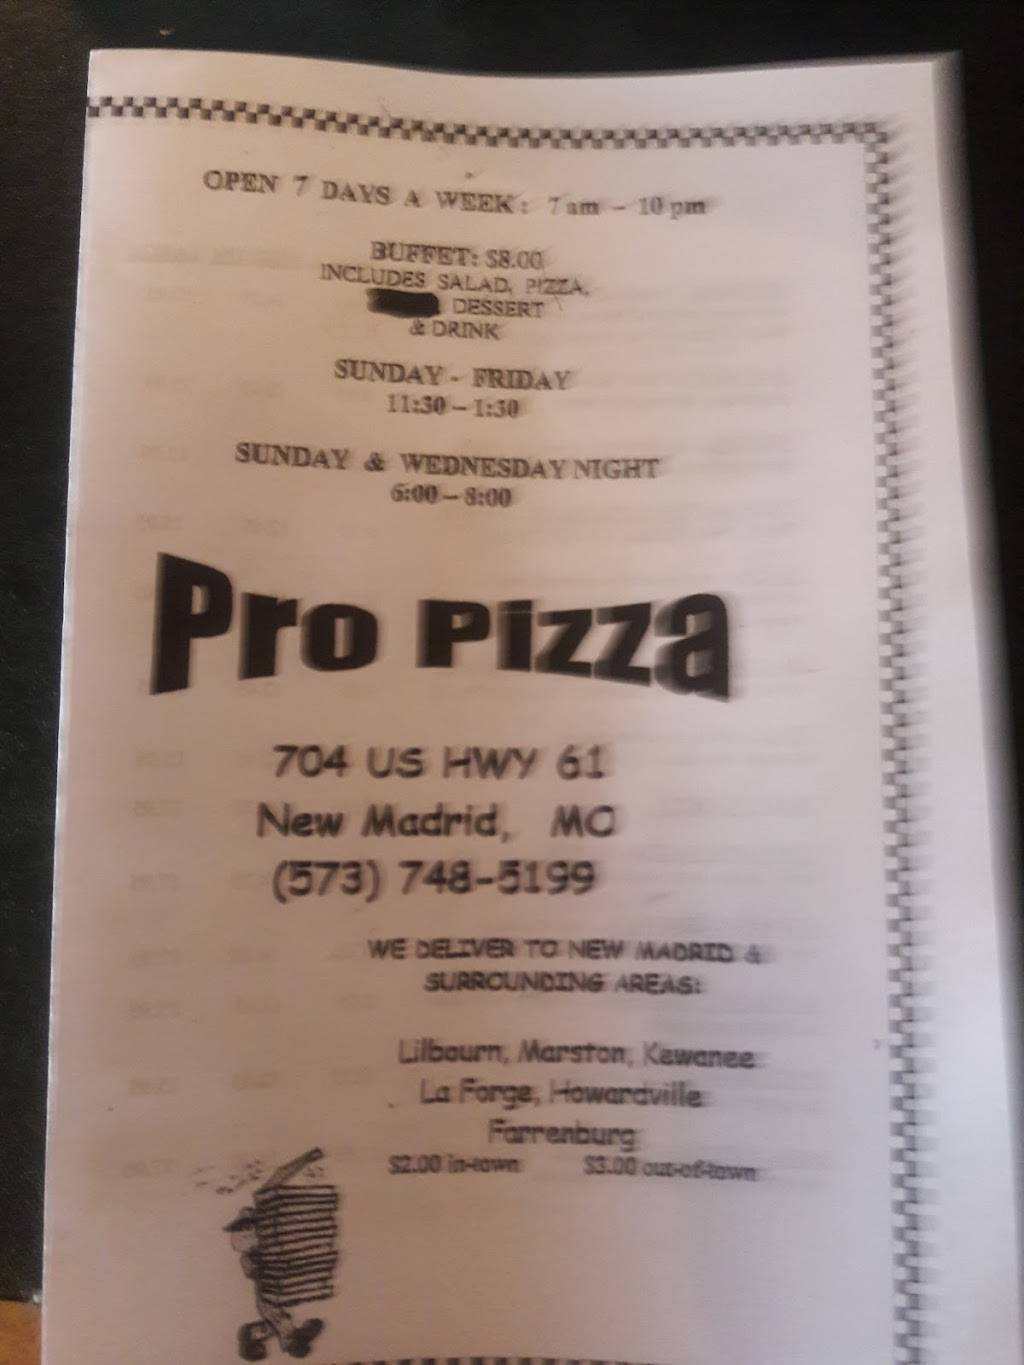 OPEN 7 DAYS A WEEK: 7 am - 10 pm
BUFFET: $8.00
INCLUDES SALAD, PIZZA,
DESSERT
& DRINK
SUNDAY - FRIDAY
11:30 - 1:30
SUNDAY & WEDNESDAY NIGHT
6:00 - 8:00
Pro Pizza
704 US HWY 61
New Madrid, MO
(573) 748-5199
WE DELIVER TO NEW MADRID &
SURROUNDING AREAS:
Lilbourn, Marston, Kewanee
La Forge, Howardville
Farrenburg
$2.00 in-town $3.00 out-of-town